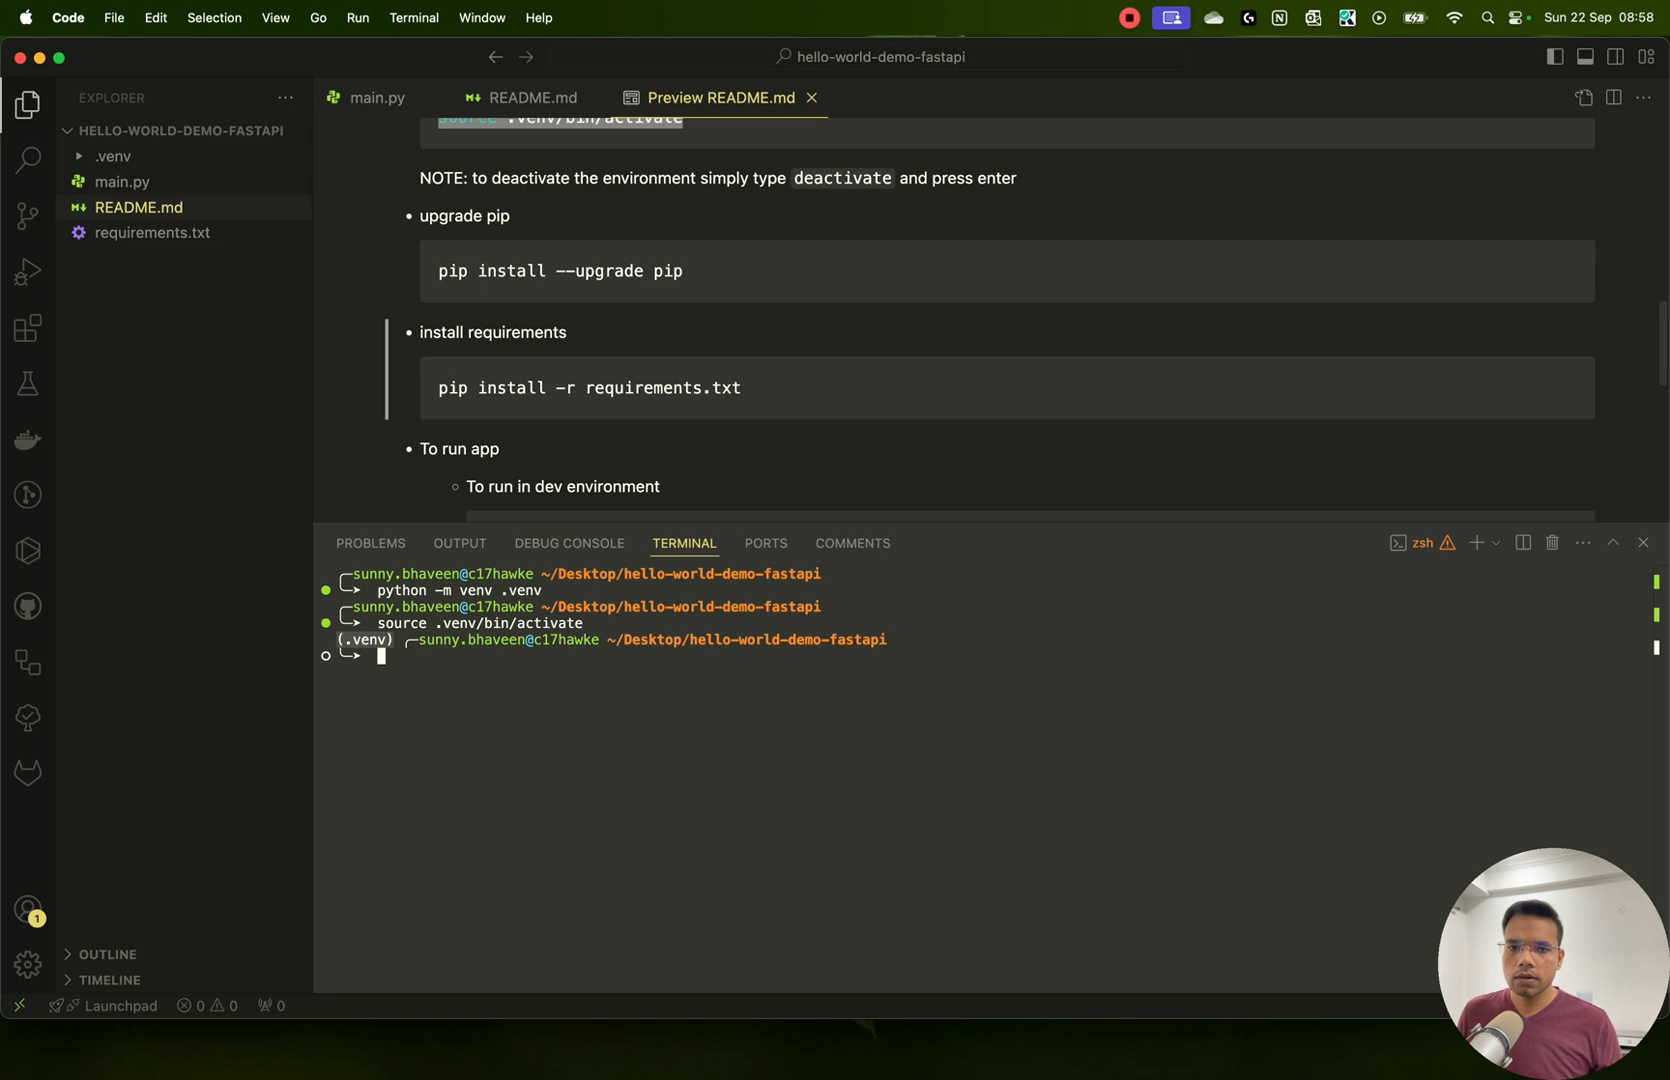 Code File Edit Selection View Go Run Terminal Window Help Sun 22 Sep 08:58
hello-world-demo-fastapi
EXPLORER
main.py README.md Preview README.md
HELLO-WORLD-DEMO-FASTAPI
.venv
main.py
README.md
requirements.txt
source .venv/bin/activate
NOTE: to deactivate the environment simply type deactivate and press enter
• upgrade pip
pip install --upgrade pip
• install requirements
pip install -r requirements.txt
• To run app
To run in dev environment
PROBLEMS OUTPUT DEBUG CONSOLE TERMINAL PORTS COMMENTS zsh
sunny.bhaveen@c17hawke ~/Desktop/hello-world-demo-fastapi
python -m venv .venv
sunny.bhaveen@c17hawke ~/Desktop/hello-world-demo-fastapi
source .venv/bin/activate
(.venv) sunny.bhaveen@c17hawke ~/Desktop/hello-world-demo-fastapi
1
OUTLINE
TIMELINE
Launchpad 0 0 0